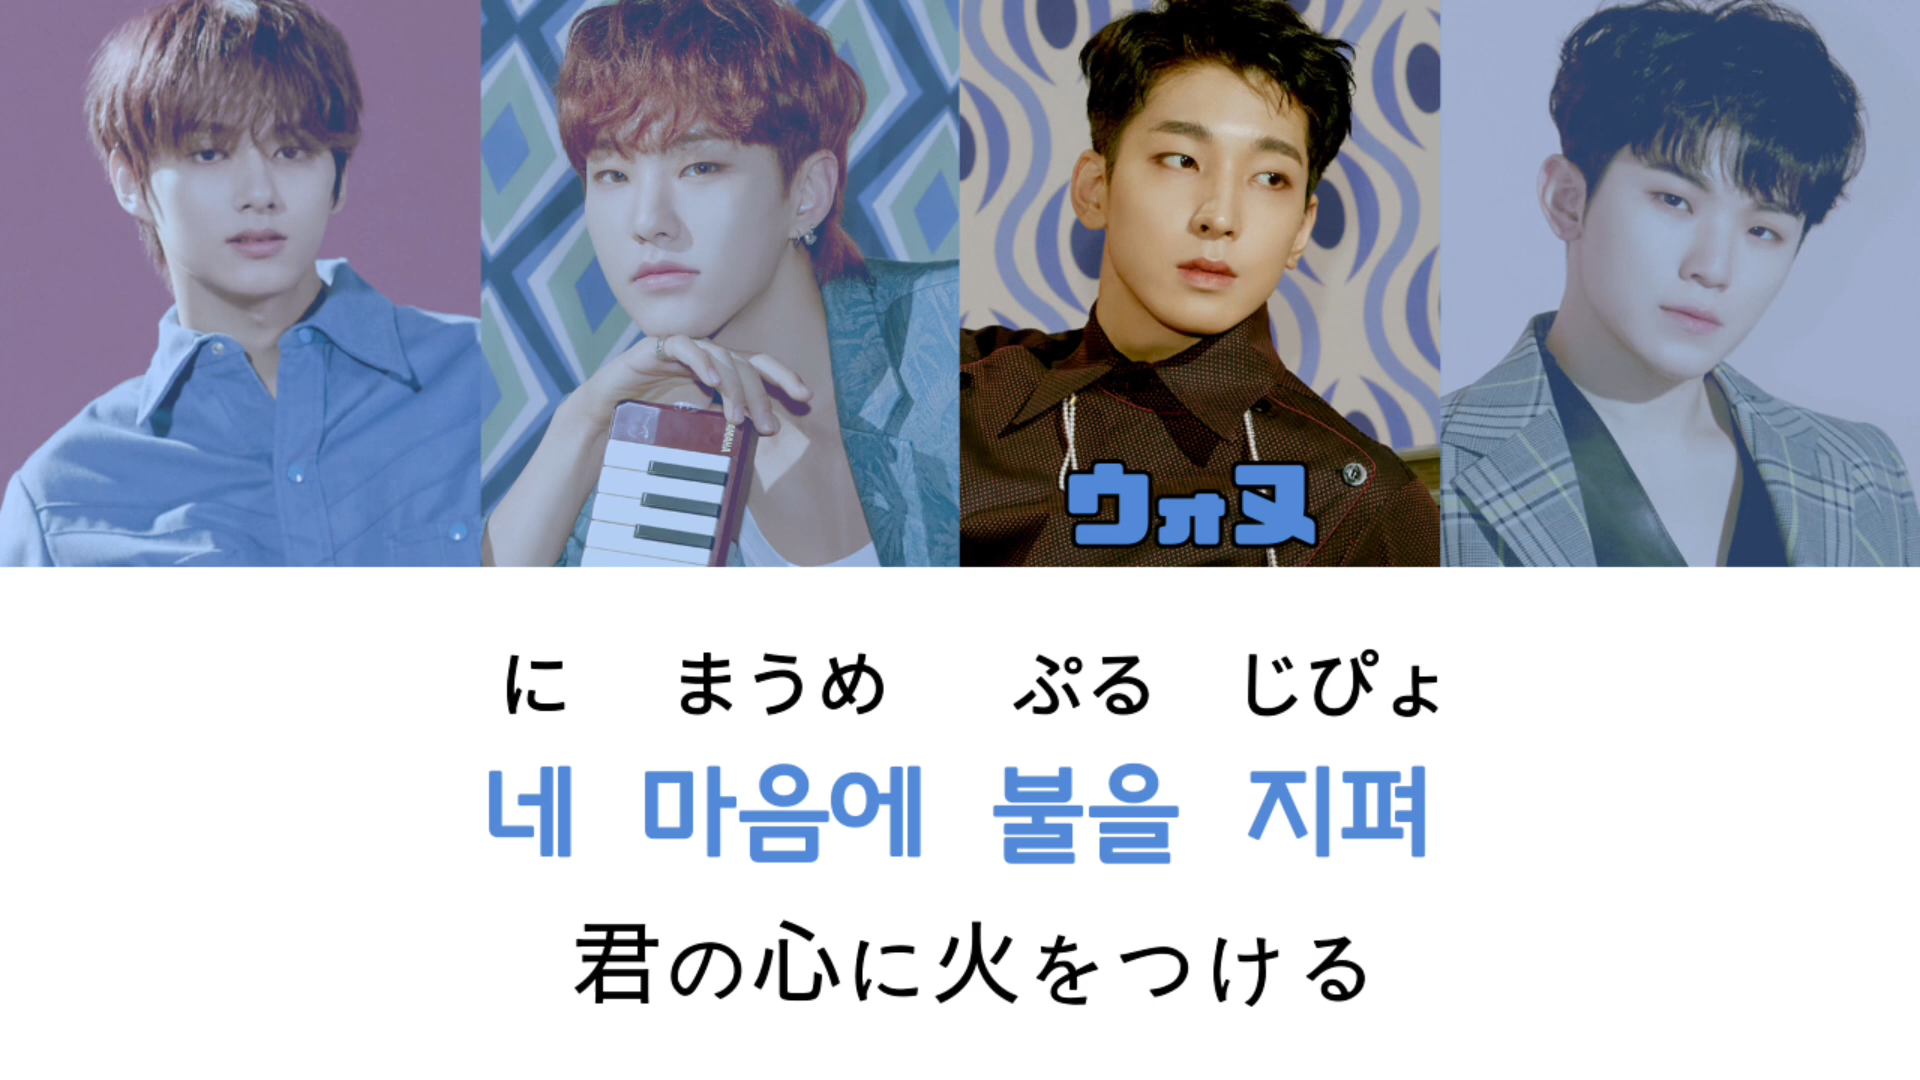 ウォヌ
に まうめ ぷる じぴょ
네 마음에 불을 지펴
君の心に火をつける